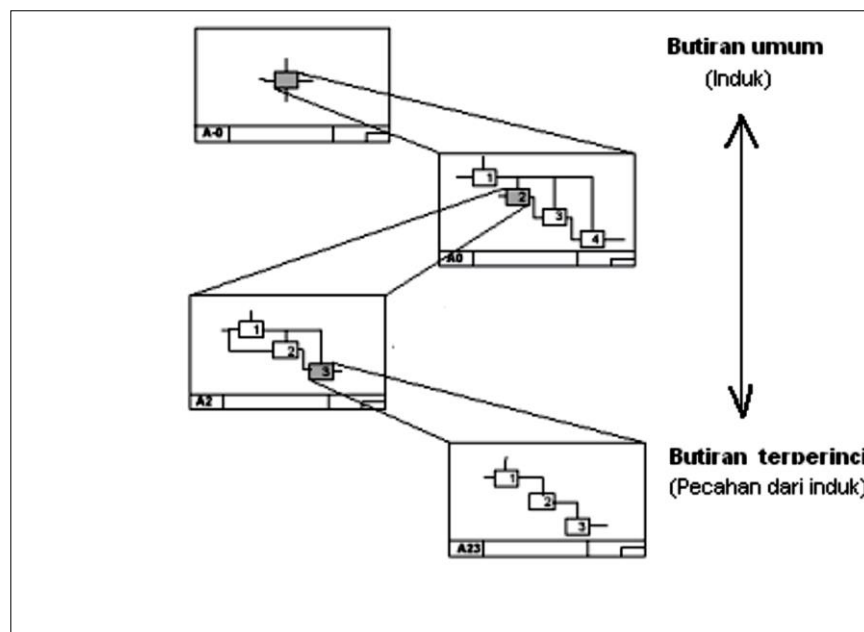 Butiran umum
(Induk)
A-0
1
2
3
4
A0
1
2
3
A2
Butiran terperinci
(Pecahan dari induk)
1
2
3
A23